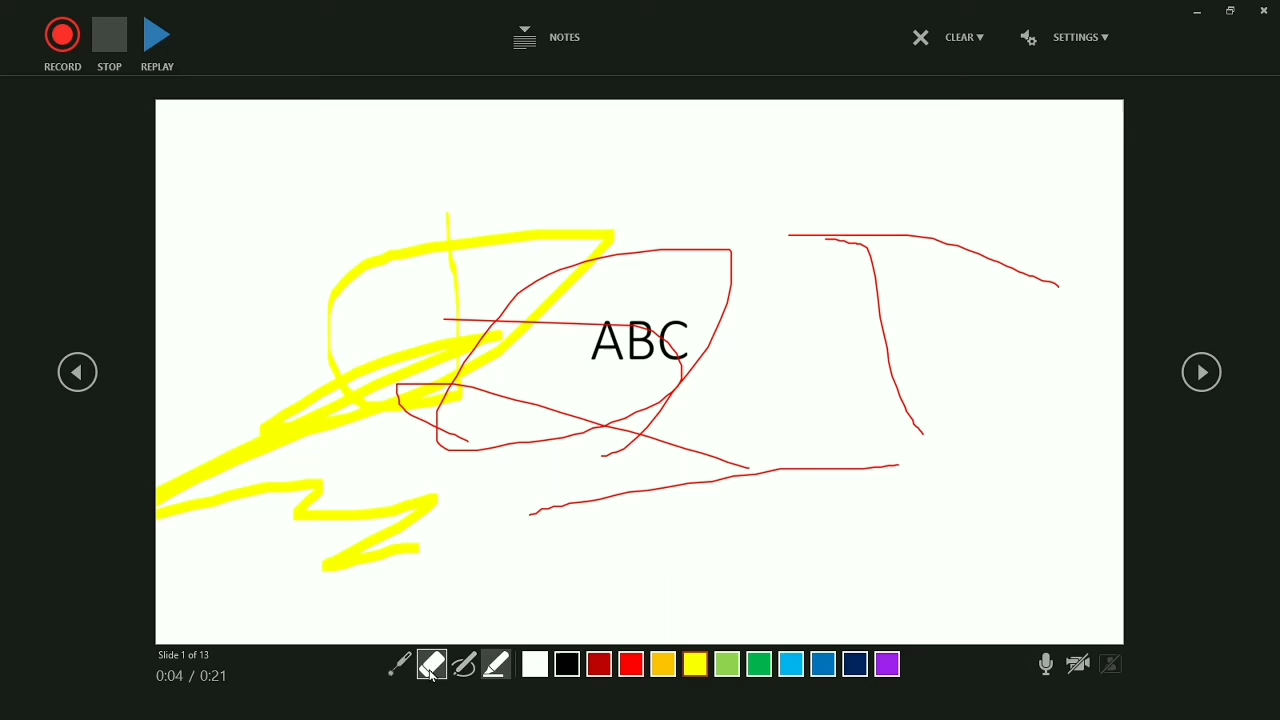 RECORD STOP REPLAY
NOTES
CLEAR
SETTINGS
ABC
Slide 1 of 13
0:04 / 0:21